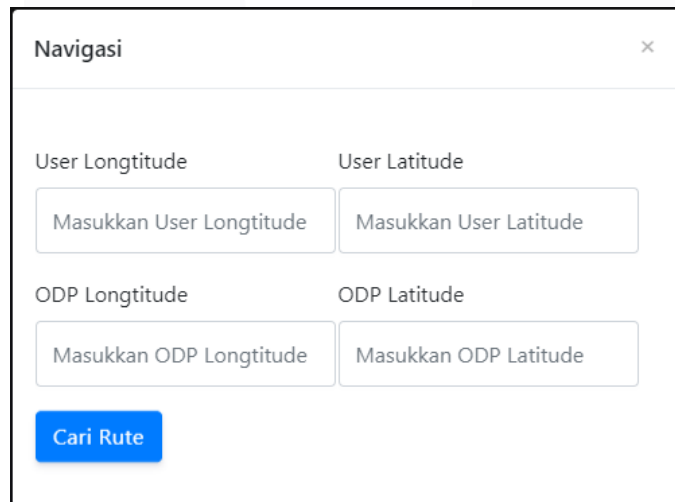 Navigasi ×
User Longtitude User Latitude
Masukkan User Longtitude Masukkan User Latitude
ODP Longtitude ODP Latitude
Masukkan ODP Longtitude Masukkan ODP Latitude
Cari Rute